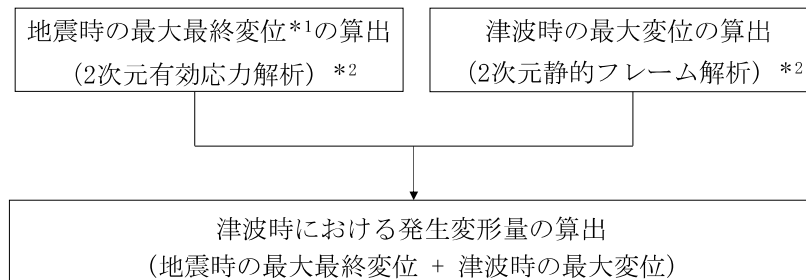 地震時の最大最終変位*1の算出
(2次元有効応力解析) *2
津波時の最大変位の算出
(2次元静的フレーム解析) *2
津波時における発生変形量の算出
(地震時の最大最終変位 + 津波時の最大変位)